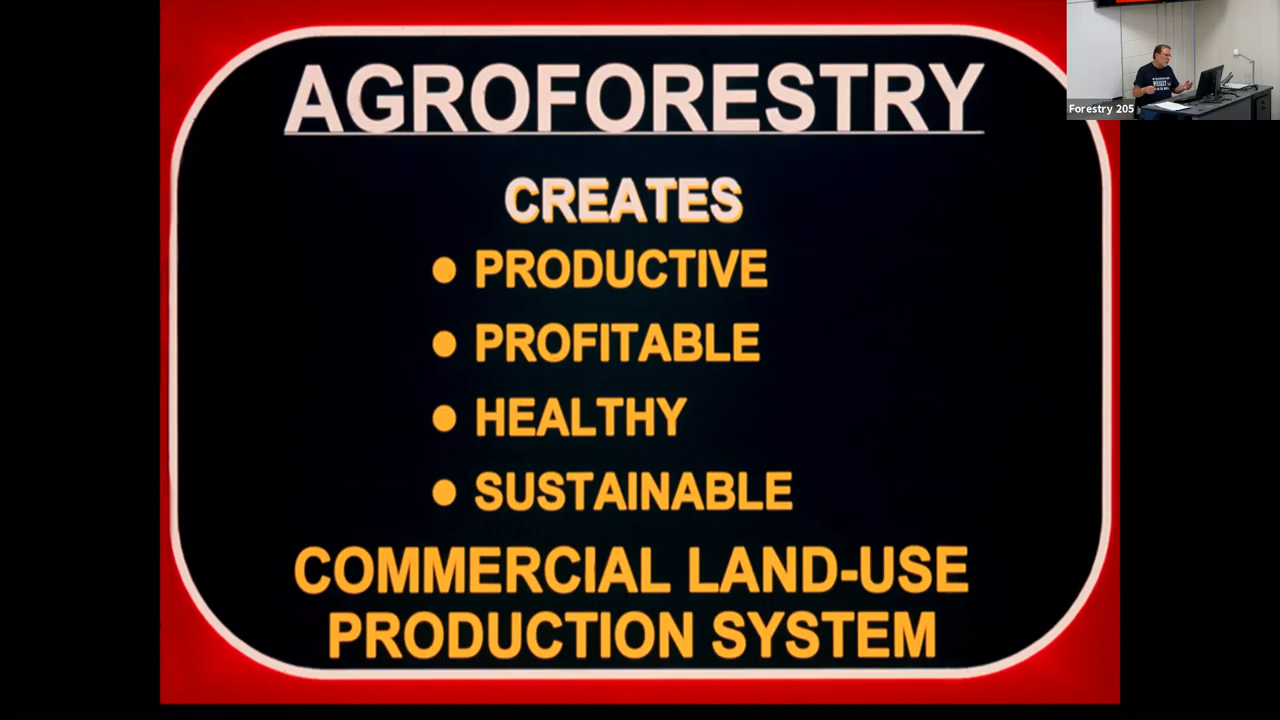 AGROFORESTRY
CREATES
• PRODUCTIVE
• PROFITABLE
• HEALTHY
• SUSTAINABLE
COMMERCIAL LAND-USE
PRODUCTION SYSTEM
Forestry 205